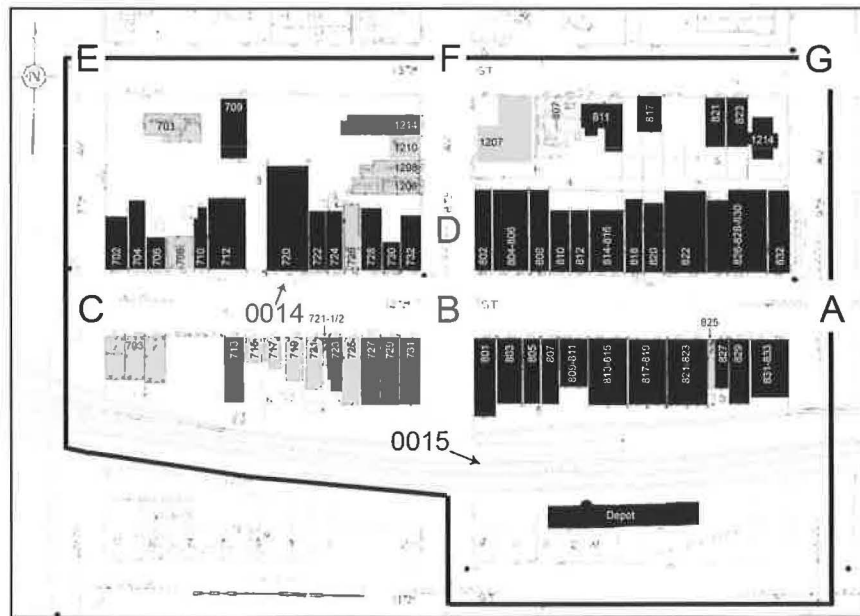 E F G
N 13TH ST
709 817 821 823
703 807 811
1214 1214
1210 1207
1208
1206
D
702 704 706 708 710 712 720 722 724 726 728 730 732 802 804-806 808 810 812 814-816 818 820 822 826-828-830 832
C 0014 721-1/2 12TH B ST A
825
703 713 715 717 719 721 723 725 727 729 731 801 803 805 807 809-811 813-815 817-819 821-823 827 829 831-833
0015
Depot
11TH